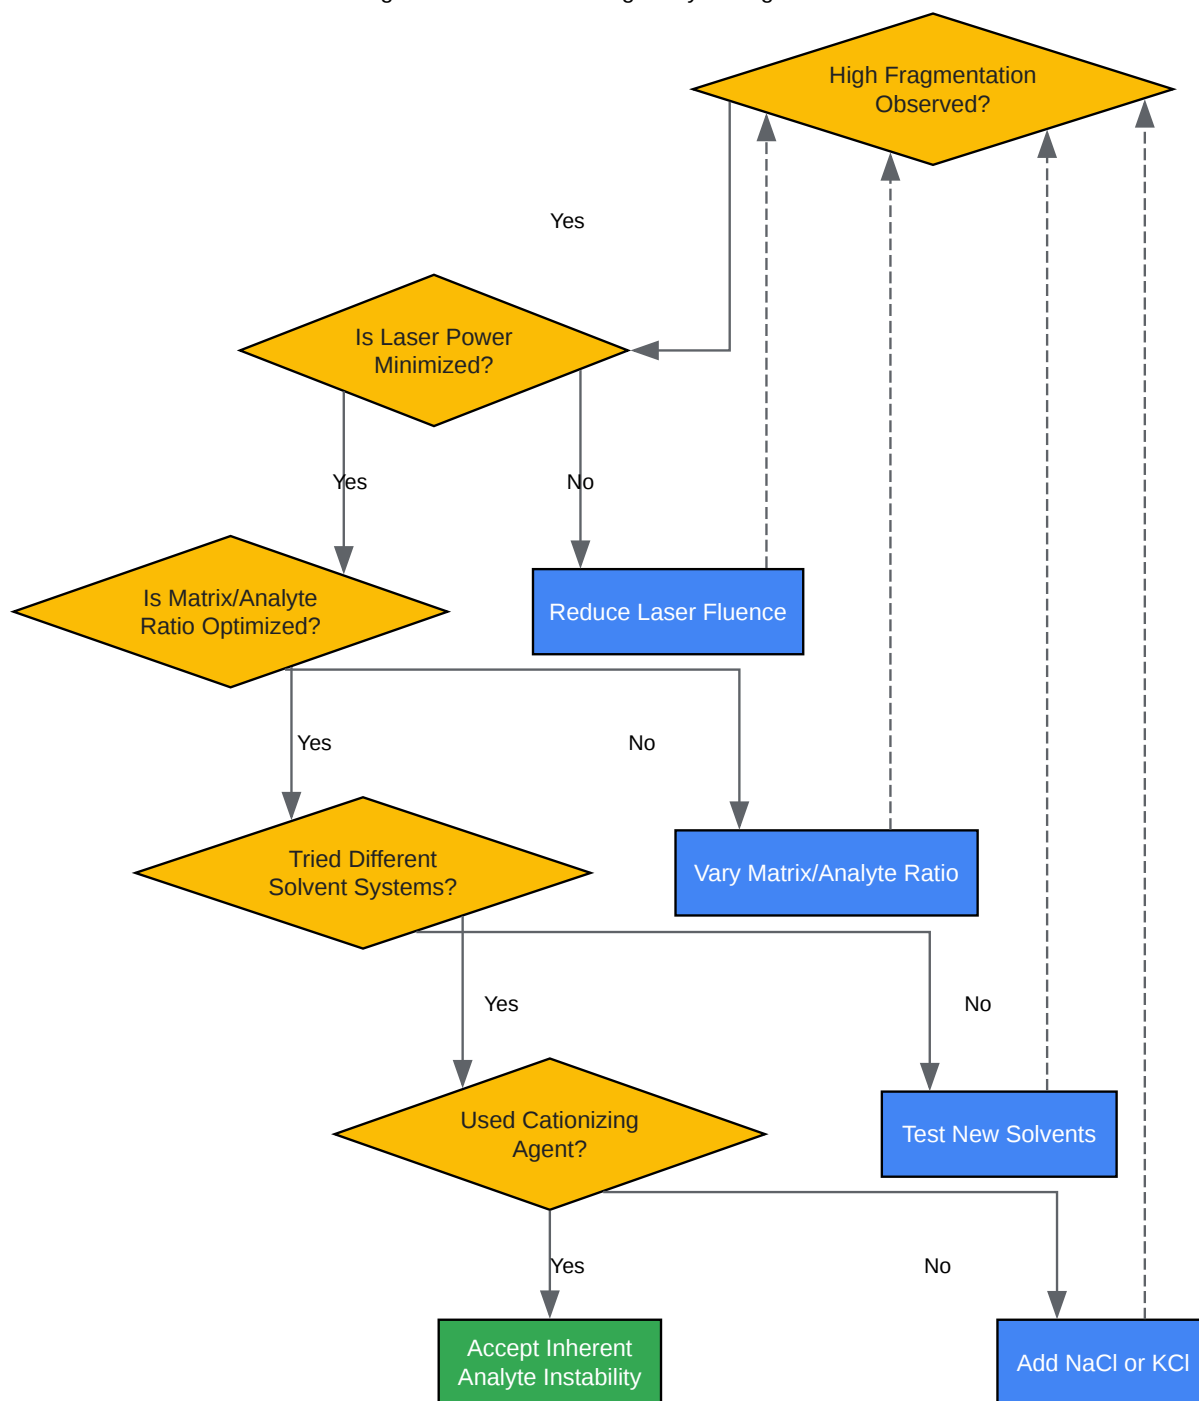 High Fragmentation
Observed?
Yes
Is Laser Power
Minimized?
Yes
No
Is Matrix/Analyte
Ratio Optimized?
Reduce Laser Fluence
Yes
No
Tried Different
Solvent Systems?
Vary Matrix/Analyte Ratio
Yes
No
Used Cationizing
Agent?
Test New Solvents
Yes
No
Accept Inherent
Analyte Instability
Add NaCl or KCl